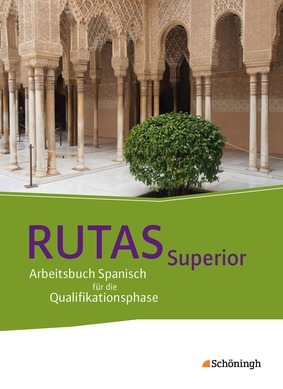 RUTAS Superior
Arbeitsbuch Spanisch
für die
Qualifikationsphase
Schöningh